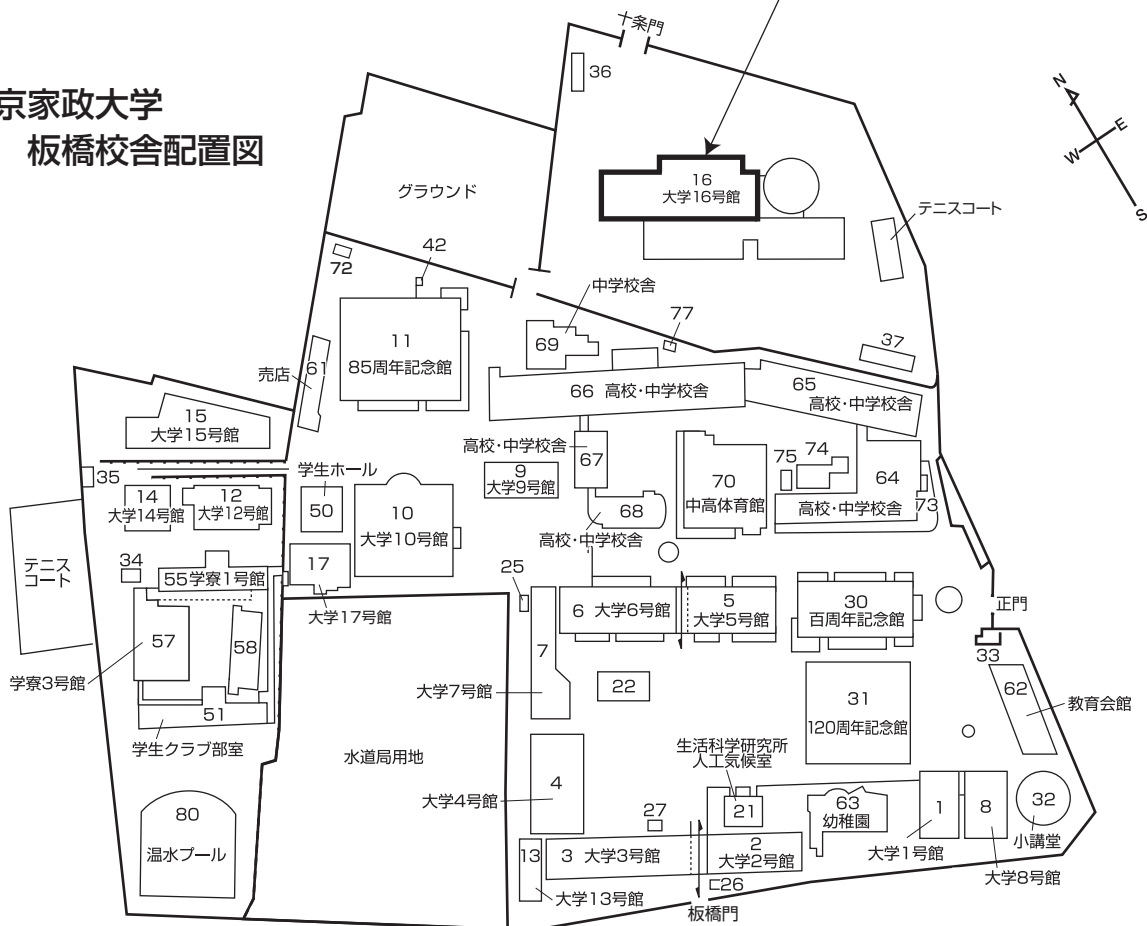 京家政大学
板橋校舎配置図
十条門
36
N
E
W
S
16
大学16号館
グラウンド
テニスコート
42
72
中学校舎
77
11
85周年記念館
69
37
売店
61
66 高校・中学校舎
65
高校・中学校舎
15
大学15号館
高校・中学校舎
67
9
大学9号館
70
中高体育館
75
74
64
高校・中学校舎
73
35
学生ホール
50
10
大学10号館
68
高校・中学校舎
14
大学14号館
12
大学12号館
テニス
コート
34
55 学寮1号館
17
大学17号館
25
6 大学6号館
5
大学5号館
30
百周年記念館
正門
33
57
58
学寮3号館
7
大学7号館
22
31
120周年記念館
62
教育会館
51
学生クラブ部室
水道局用地
生活科学研究所
人工気候室
4
大学4号館
27
21
63
幼稚園
1
8
32
小講堂
大学1号館
大学8号館
80
温水プール
13
3 大学3号館
2
大学2号館
26
大学13号館
板橋門